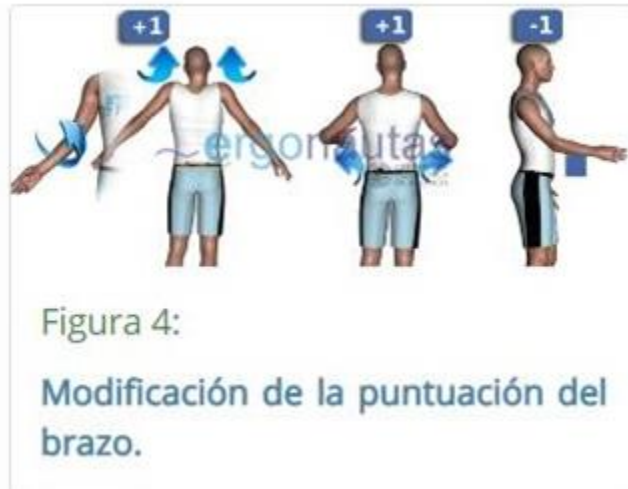 +1
+1
-1
ergonautas
Figura 4:
Modificación de la puntuación del
brazo.